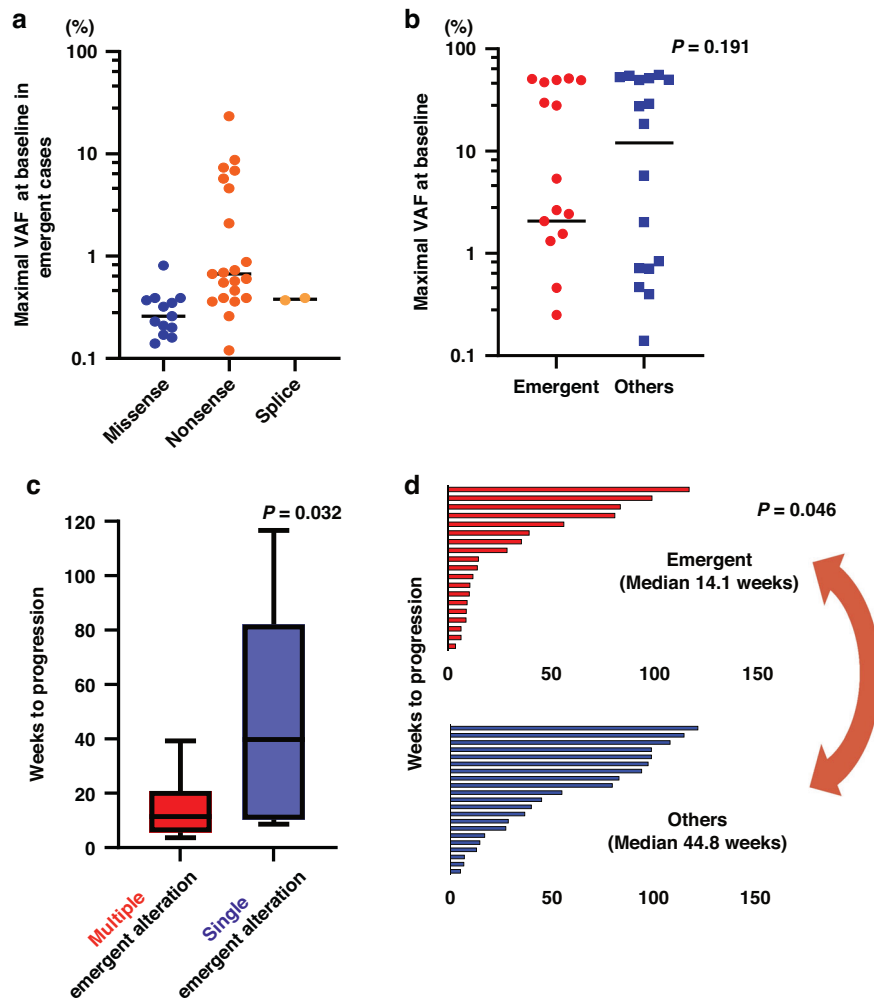 a
(%)
Maximal VAF at baseline in
emergent cases
100
10
1
0.1
Missense
Nonsense
Splice
b
(%)
P = 0.191
Maximal VAF at baseline
100
10
1
0.1
Emergent
Others
c
P = 0.032
Weeks to progression
120
100
80
60
40
20
0
Multiple
emergent alteration
Single
emergent alteration
d
P = 0.046
Weeks to progression
Emergent
(Median 14.1 weeks)
0 50 100 150
Others
(Median 44.8 weeks)
0 50 100 150